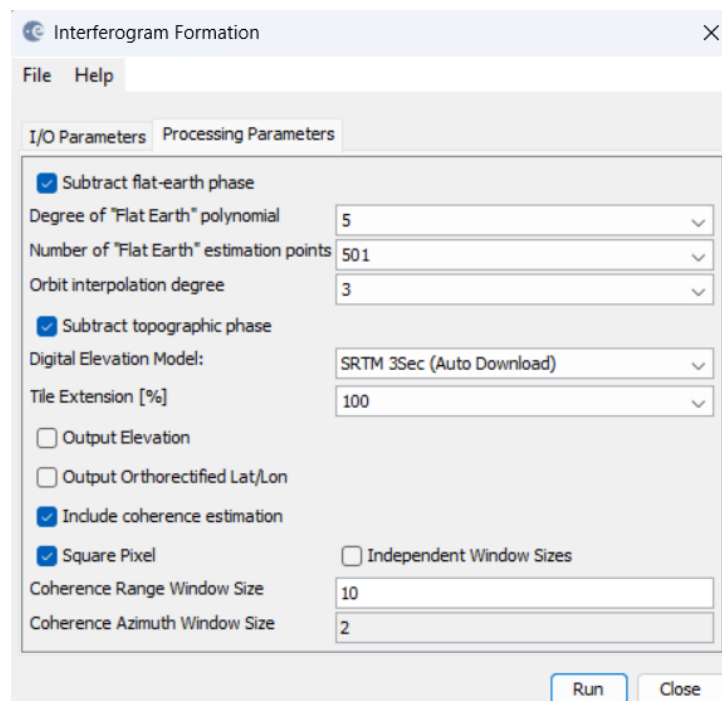 Interferogram Formation
File Help
I/O Parameters Processing Parameters
Subtract flat-earth phase
Degree of "Flat Earth" polynomial 5
Number of "Flat Earth" estimation points 501
Orbit interpolation degree 3
Subtract topographic phase
Digital Elevation Model: SRTM 3Sec (Auto Download)
Tile Extension [%] 100
Output Elevation
Output Orthorectified Lat/Lon
Include coherence estimation
Square Pixel Independent Window Sizes
Coherence Range Window Size 10
Coherence Azimuth Window Size 2
Run Close